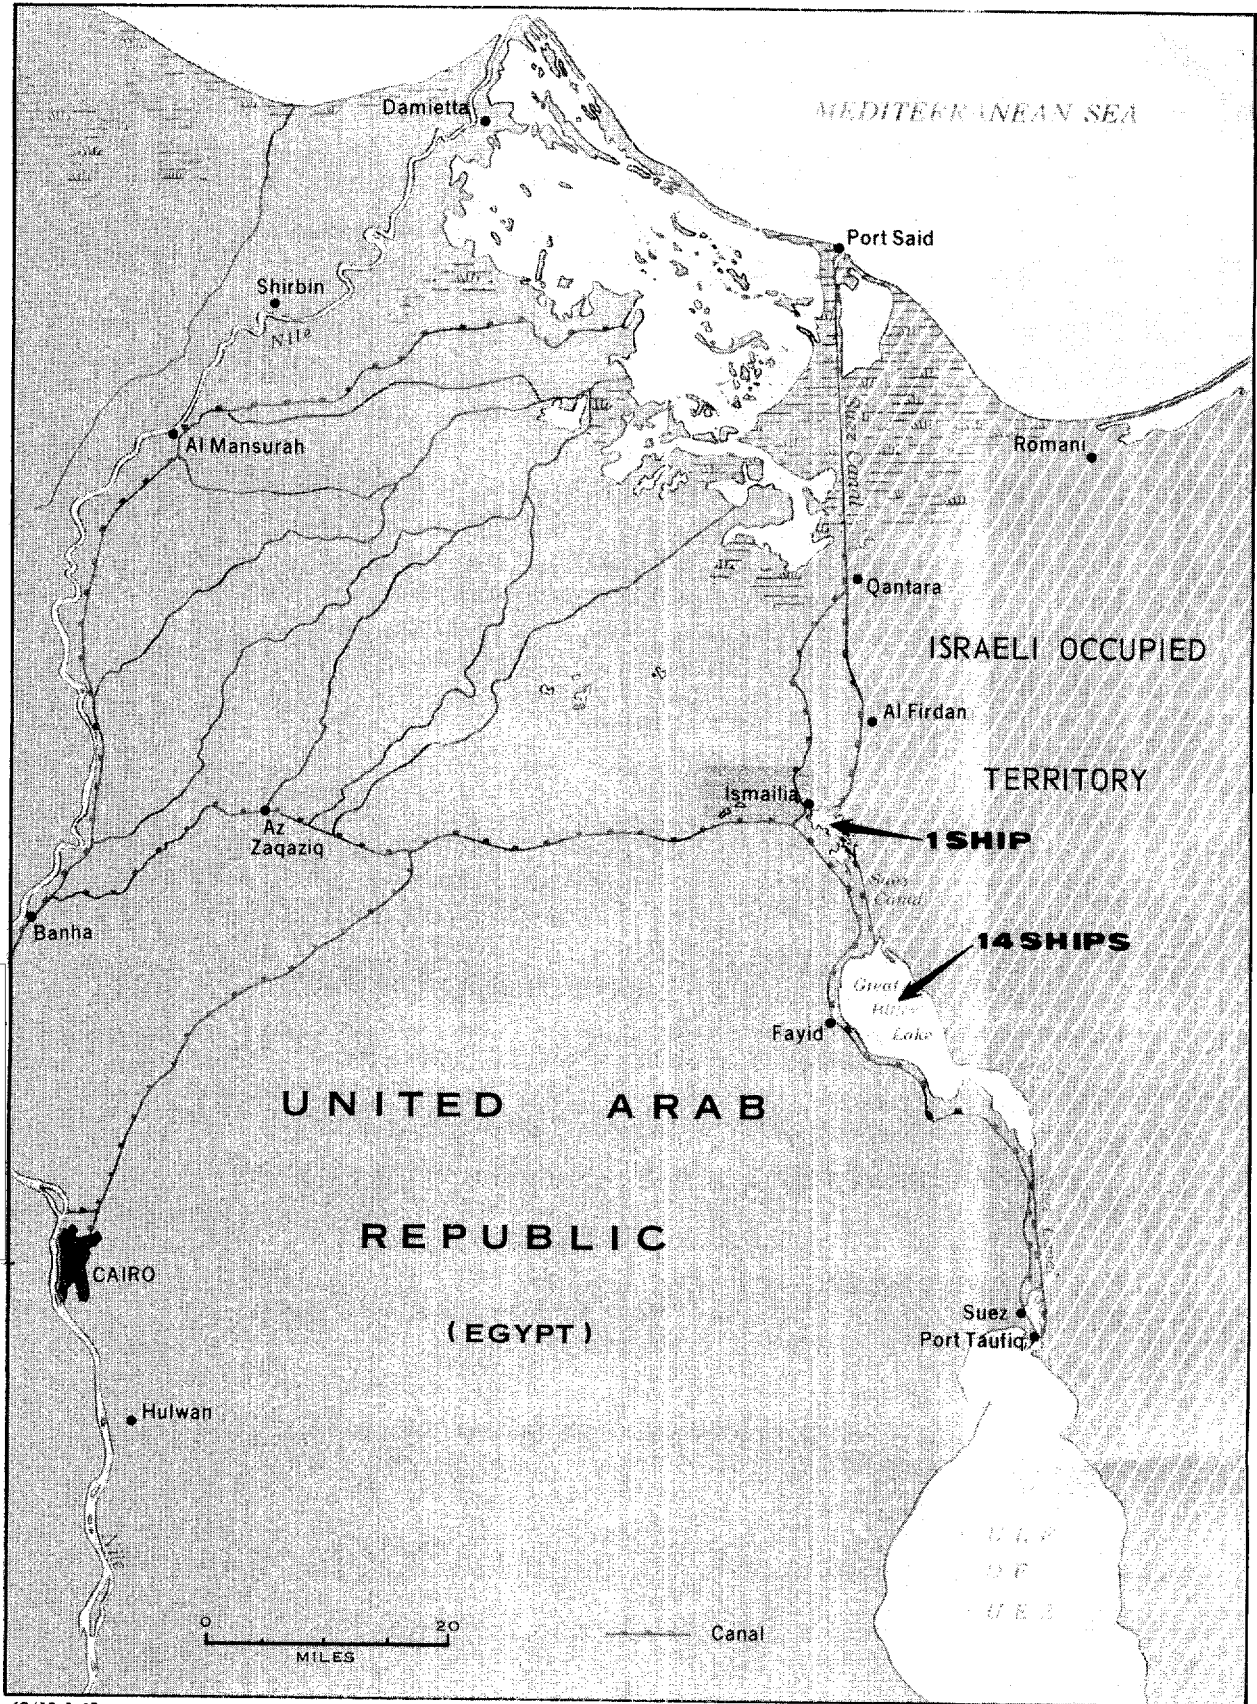 MEDITERRANEAN SEA
Damietta
Port Said
Shirbin
Nile
Al Mansurah
Romani
Suez Canal
Qantara
ISRAELI OCCUPIED
Al Firdan
TERRITORY
Ismailia
1 SHIP
Az
Zaqaziq
Suez
Canal
Banha
14 SHIPS
Great
Bitter
Lake
Fayid
UNITED ARAB
REPUBLIC
CAIRO
(EGYPT)
Suez
Port Taufiq
Hulwan
Nile
0 20
MILES
Canal